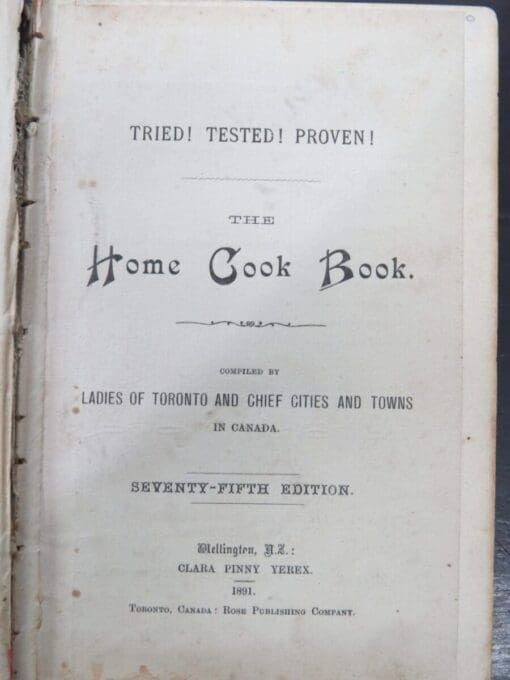 TRIED! TESTED! PROVEN!
THE
Home Cook Book.
COMPILED BY
LADIES OF TORONTO AND CHIEF CITIES AND TOWNS
IN CANADA.
SEVENTY-FIFTH EDITION.
Wellington, N.Z.:
CLARA PINNY YEREX.
1891.
TORONTO, CANADA: ROSE PUBLISHING COMPANY.